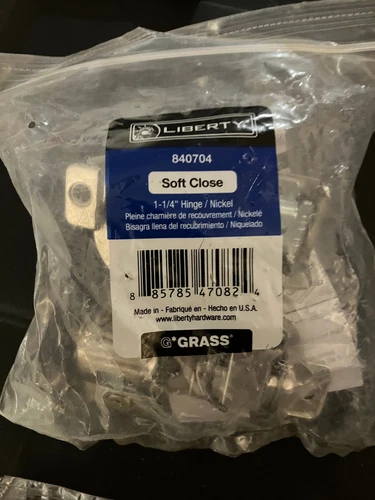 LIBERTY
840704
Soft Close
1-1/4" Hinge / Nickel
Pleine charnière de recouvrement / Nickelé
Bisagra llena del recubrimiento / Niquelado
8 85785 47082 4
Made in - Fabriqué en - Hecho en U.S.A.
www.libertyhardware.com
G*GRASS®